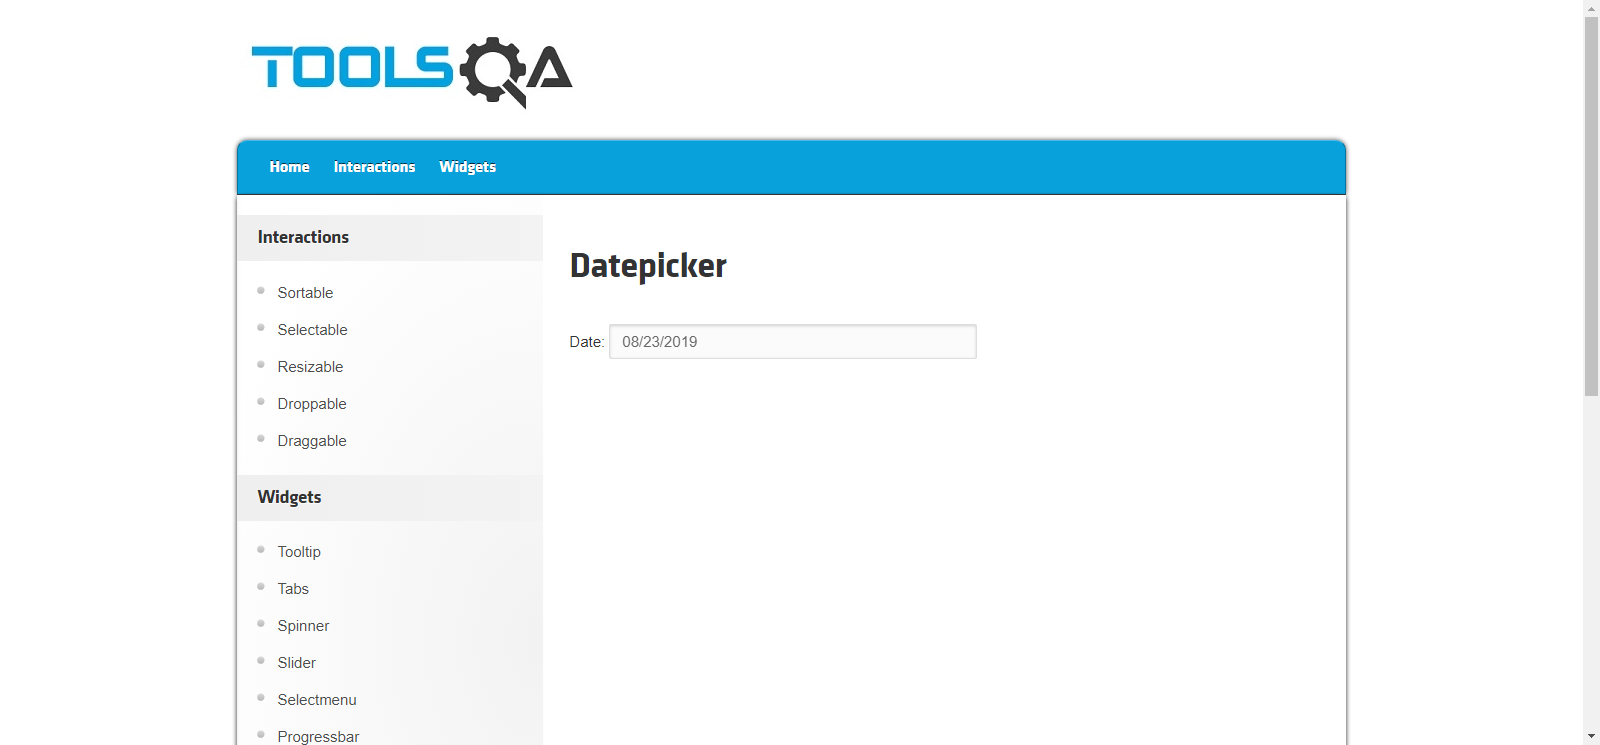 TOOLSQA
Home Interactions Widgets
Interactions
Sortable
Selectable
Resizable
Droppable
Draggable
Widgets
Tooltip
Tabs
Spinner
Slider
Selectmenu
Progressbar
Datepicker
Date: 08/23/2019